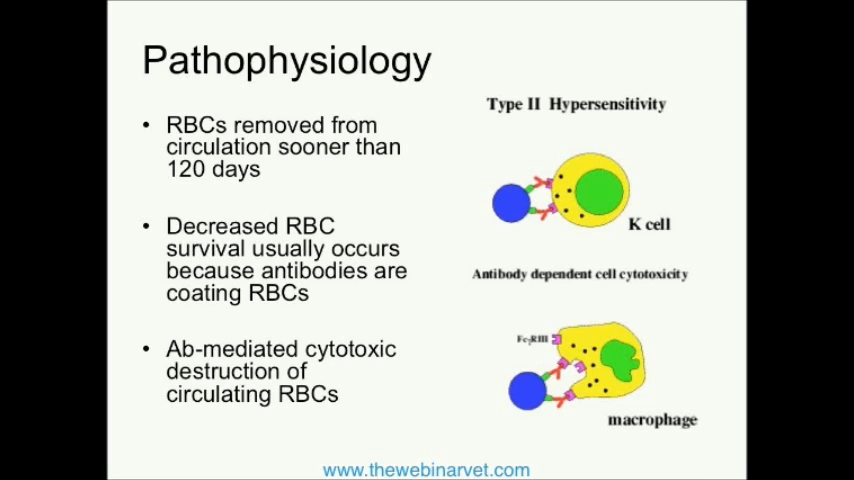 Pathophysiology
• RBCs removed from
circulation sooner than
120 days
• Decreased RBC
survival usually occurs
because antibodies are
coating RBCs
• Ab-mediated cytotoxic
destruction of
circulating RBCs
Type II Hypersensitivity
K cell
Antibody dependent cell cytotoxicity
FcγRIII
macrophage
www.thewebinarvet.com